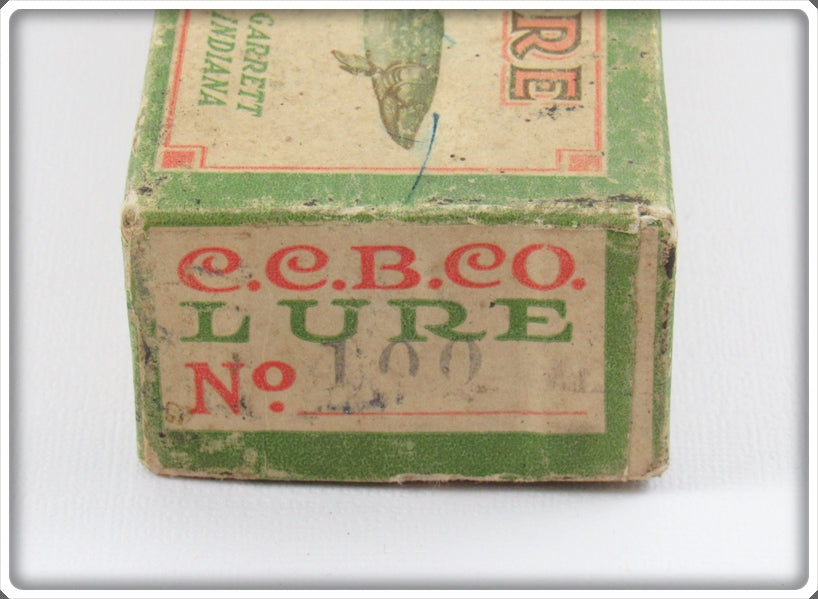 GARRETT
INDIANA
RE
C.C.B.CO.
LURE
No. 100